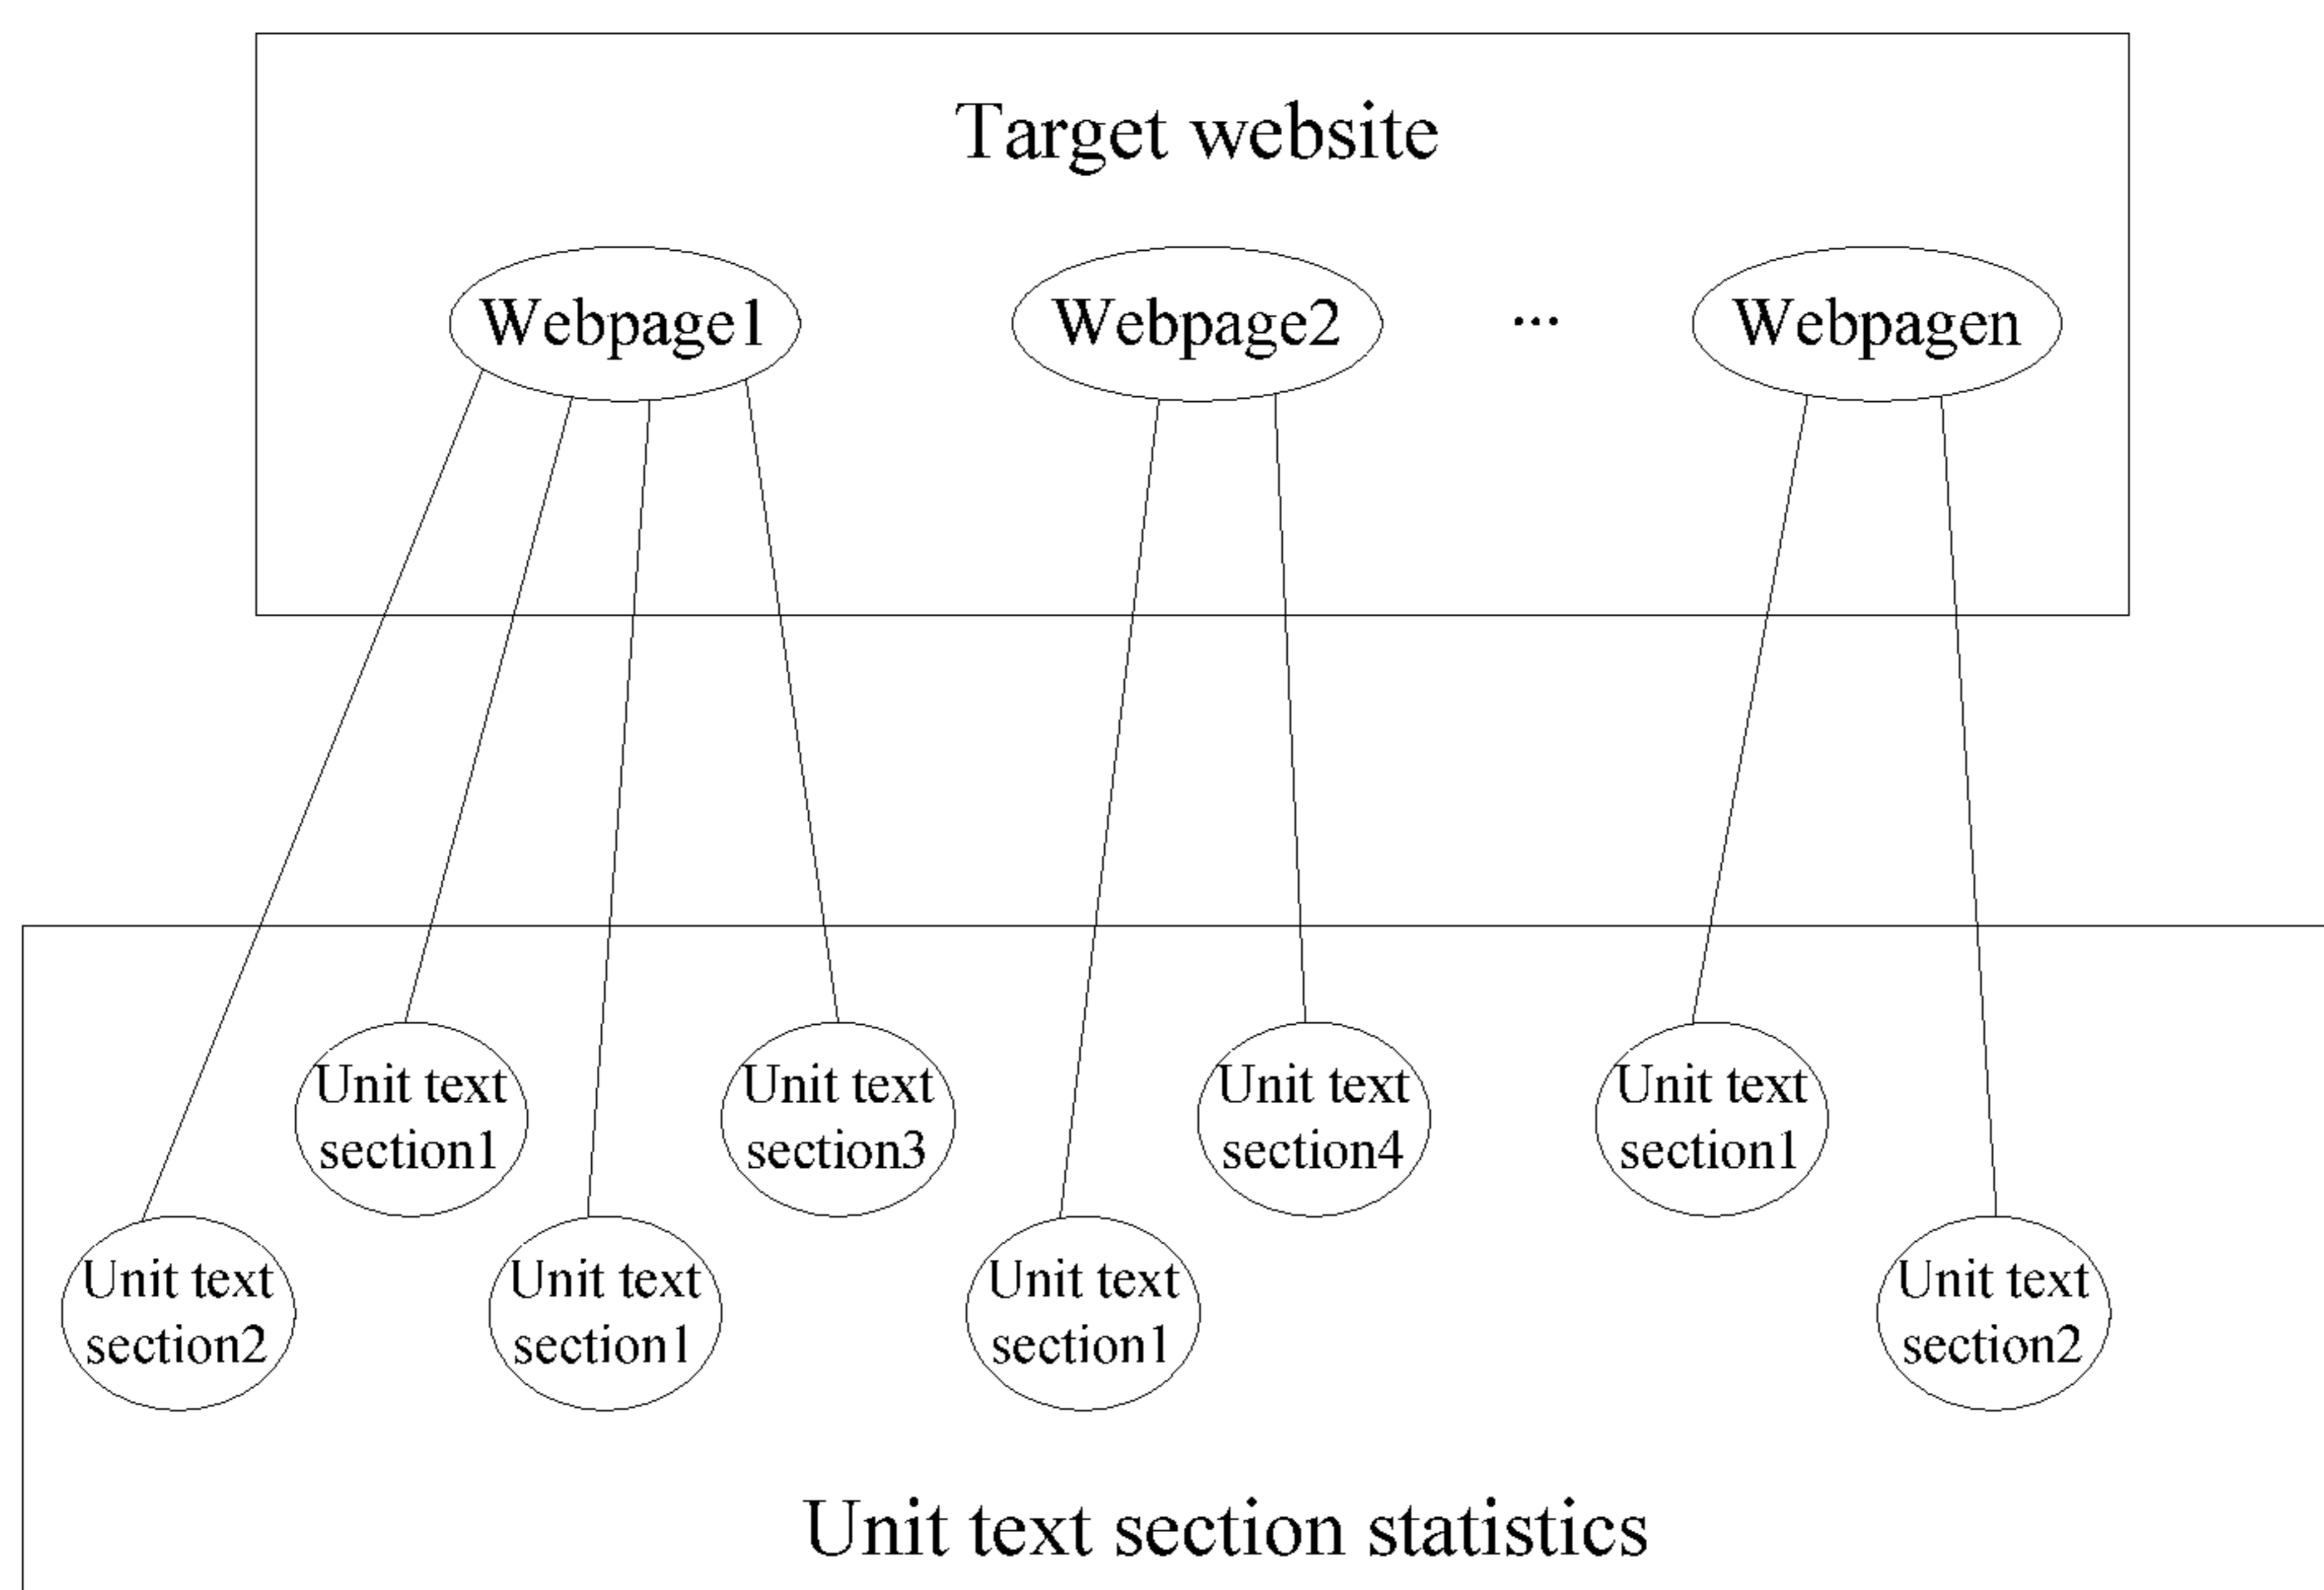 Target website
Webpage1
Webpage2
...
Webpagen
Unit text
section1
Unit text
section3
Unit text
section4
Unit text
section1
Unit text
section2
Unit text
section1
Unit text
section1
Unit text
section2
Unit text section statistics